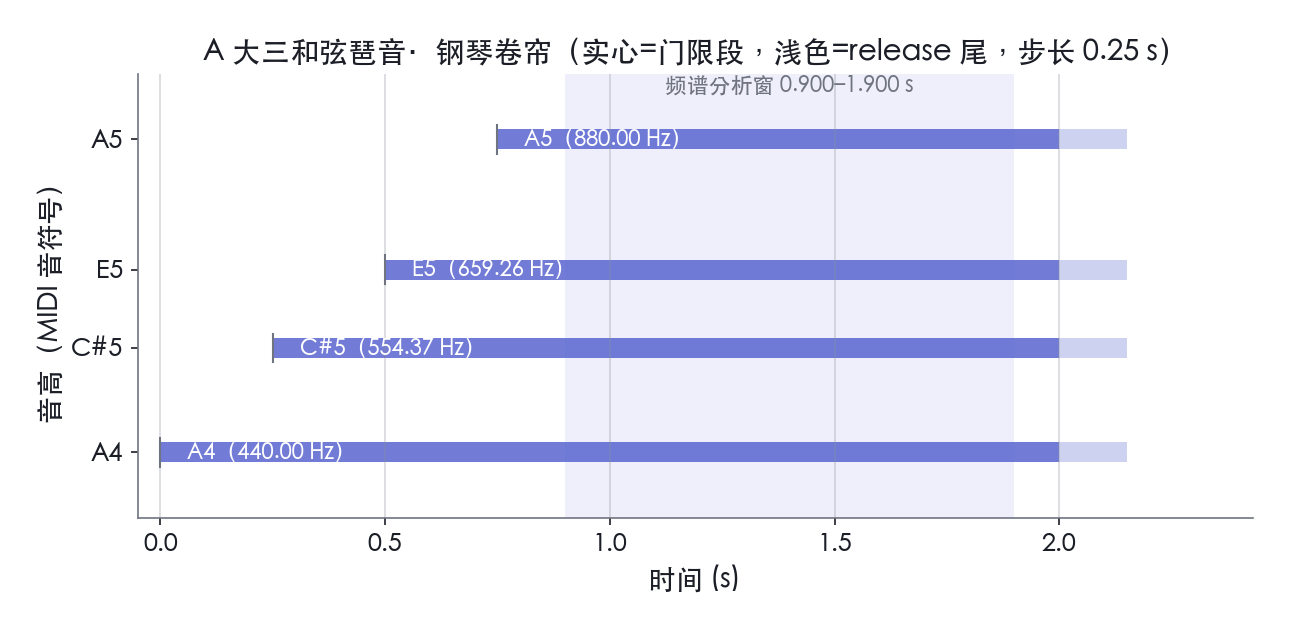 A 大三和弦琶音· 钢琴卷帘（实心=门限段，浅色=release 尾，步长 0.25 s）
频谱分析窗 0.900–1.900 s
A5
A5（880.00 Hz）
E5
E5（659.26 Hz）
C#5
C#5（554.37 Hz）
A4
A4（440.00 Hz）
音高（MIDI 音符号）
0.0 0.5 1.0 1.5 2.0
时间 (s)